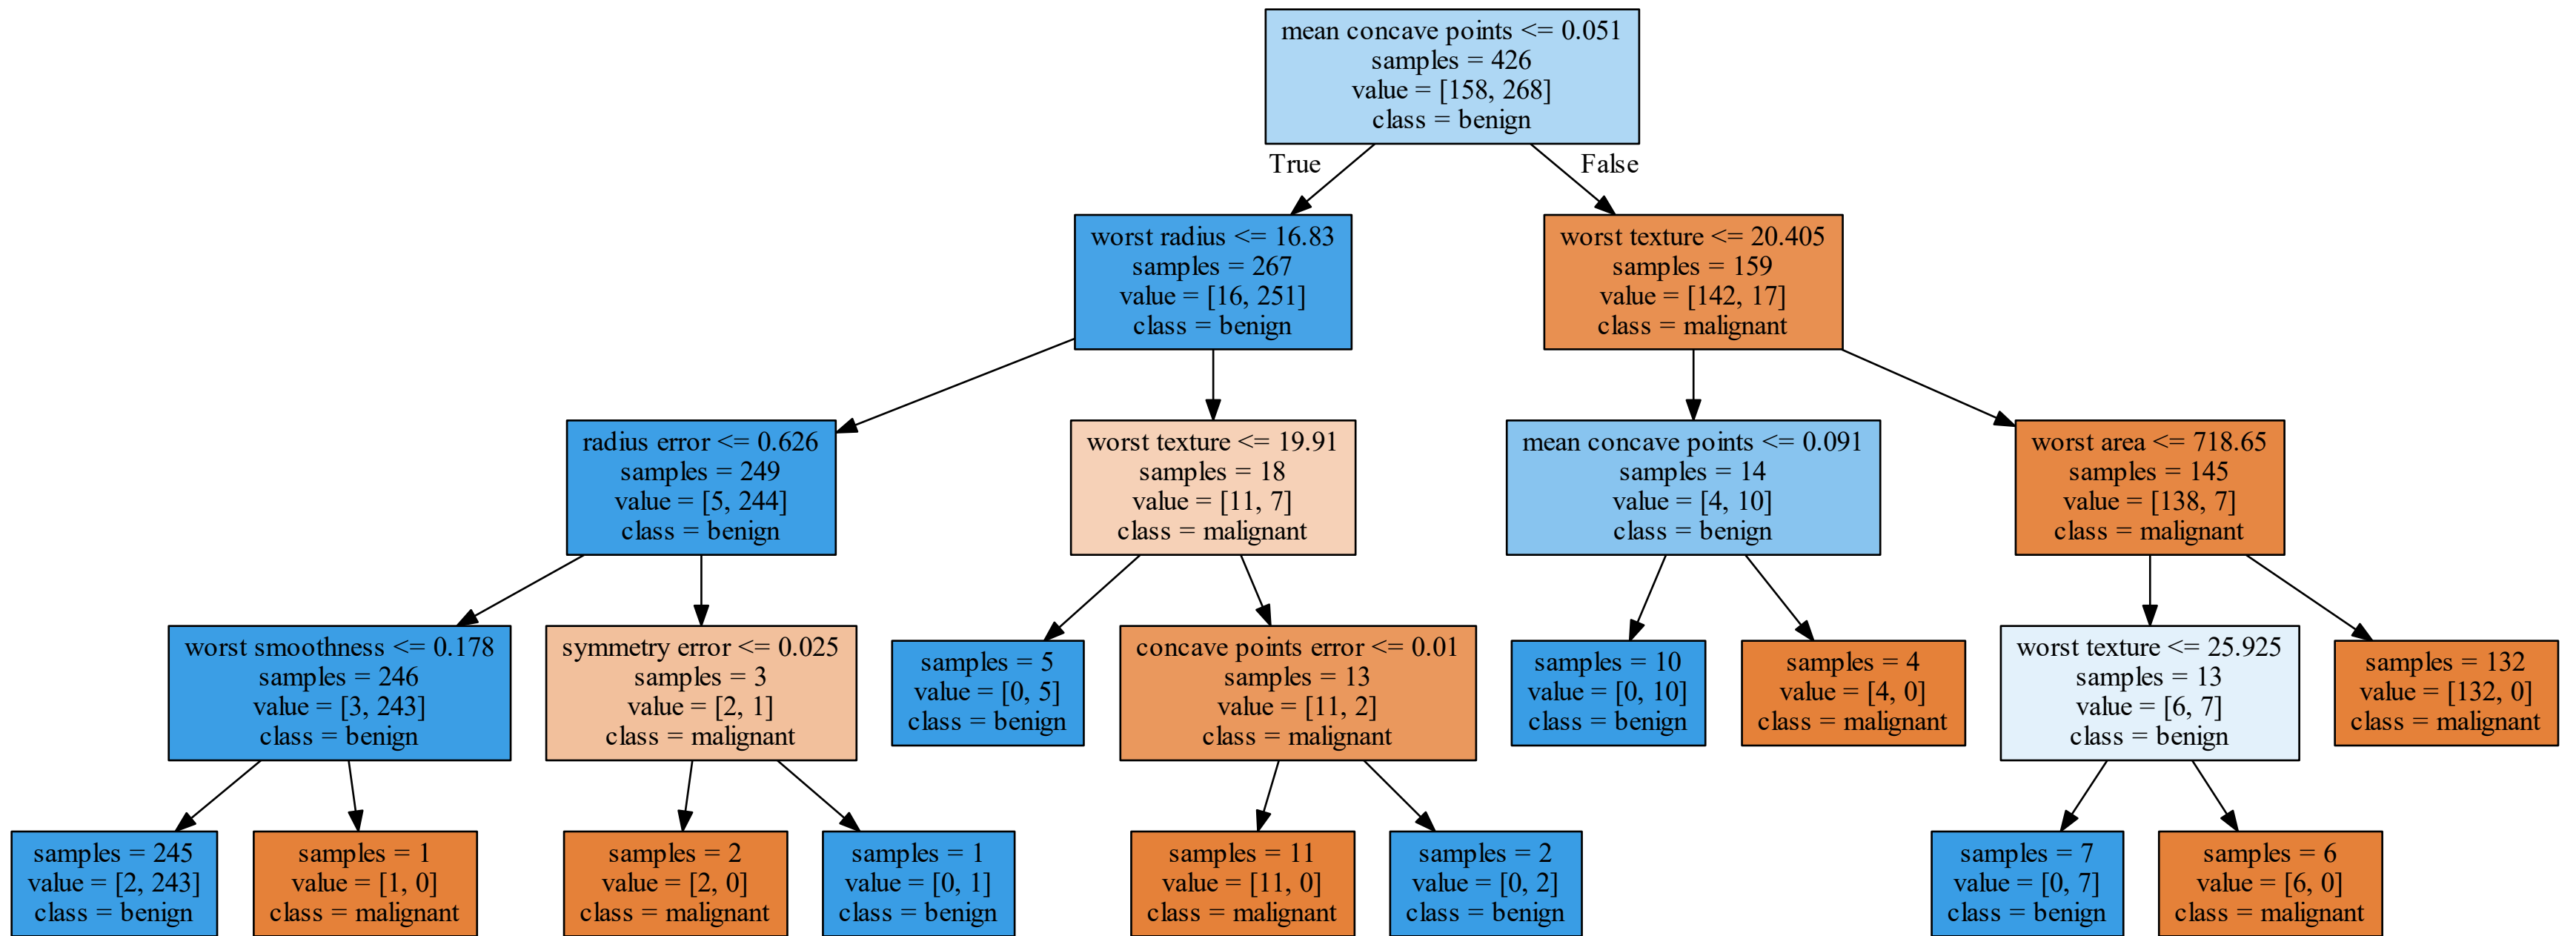 mean concave points <= 0.051
samples = 426
value = [158, 268]
class = benign
True
False
worst radius <= 16.83
samples = 267
value = [16, 251]
class = benign
worst texture <= 20.405
samples = 159
value = [142, 17]
class = malignant
radius error <= 0.626
samples = 249
value = [5, 244]
class = benign
worst texture <= 19.91
samples = 18
value = [11, 7]
class = malignant
mean concave points <= 0.091
samples = 14
value = [4, 10]
class = benign
worst area <= 718.65
samples = 145
value = [138, 7]
class = malignant
worst smoothness <= 0.178
samples = 246
value = [3, 243]
class = benign
symmetry error <= 0.025
samples = 3
value = [2, 1]
class = malignant
samples = 5
value = [0, 5]
class = benign
concave points error <= 0.01
samples = 13
value = [11, 2]
class = malignant
samples = 10
value = [0, 10]
class = benign
samples = 4
value = [4, 0]
class = malignant
worst texture <= 25.925
samples = 13
value = [6, 7]
class = benign
samples = 132
value = [132, 0]
class = malignant
samples = 245
value = [2, 243]
class = benign
samples = 1
value = [1, 0]
class = malignant
samples = 2
value = [2, 0]
class = malignant
samples = 1
value = [0, 1]
class = benign
samples = 11
value = [11, 0]
class = malignant
samples = 2
value = [0, 2]
class = benign
samples = 7
value = [0, 7]
class = benign
samples = 6
value = [6, 0]
class = malignant